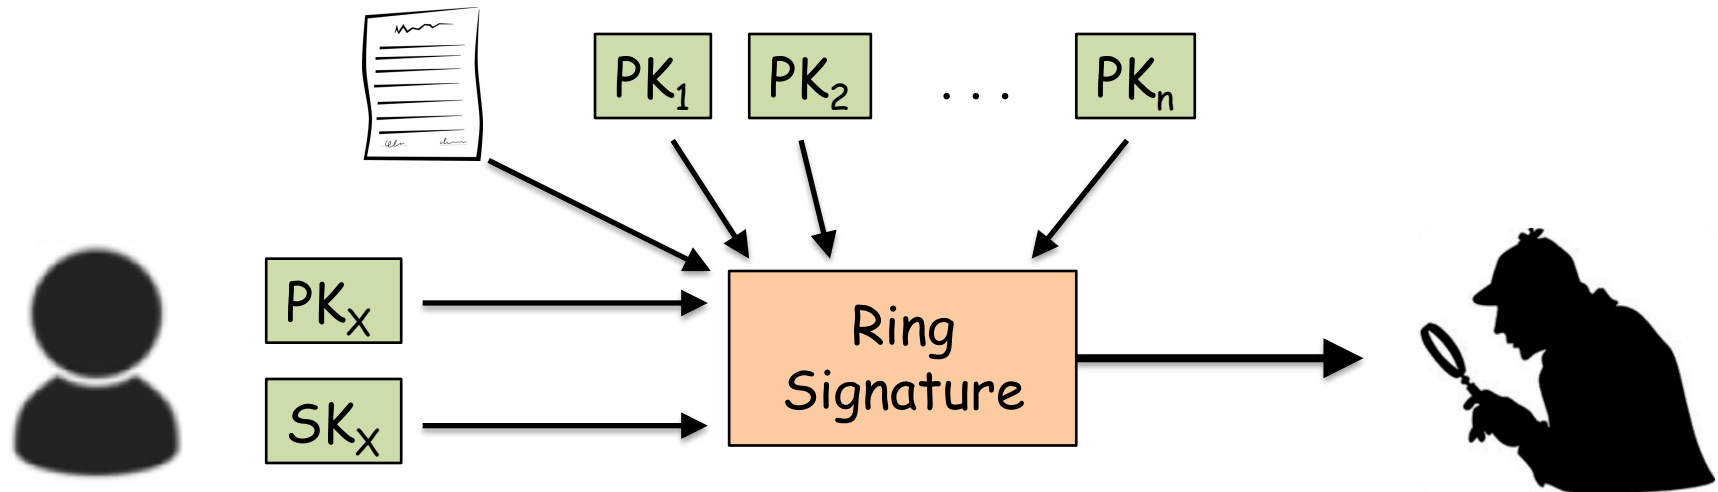 PK₁ PK₂ . . . PKₙ
PKₓ
SKₓ
Ring
Signature